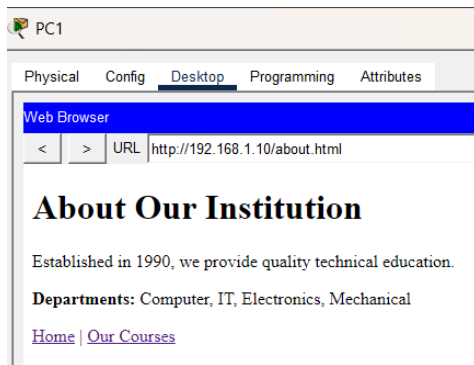 PC1
Physical Config Desktop Programming Attributes
Web Browser
< > URL http://192.168.1.10/about.html
About Our Institution
Established in 1990, we provide quality technical education.
Departments: Computer, IT, Electronics, Mechanical
Home | Our Courses